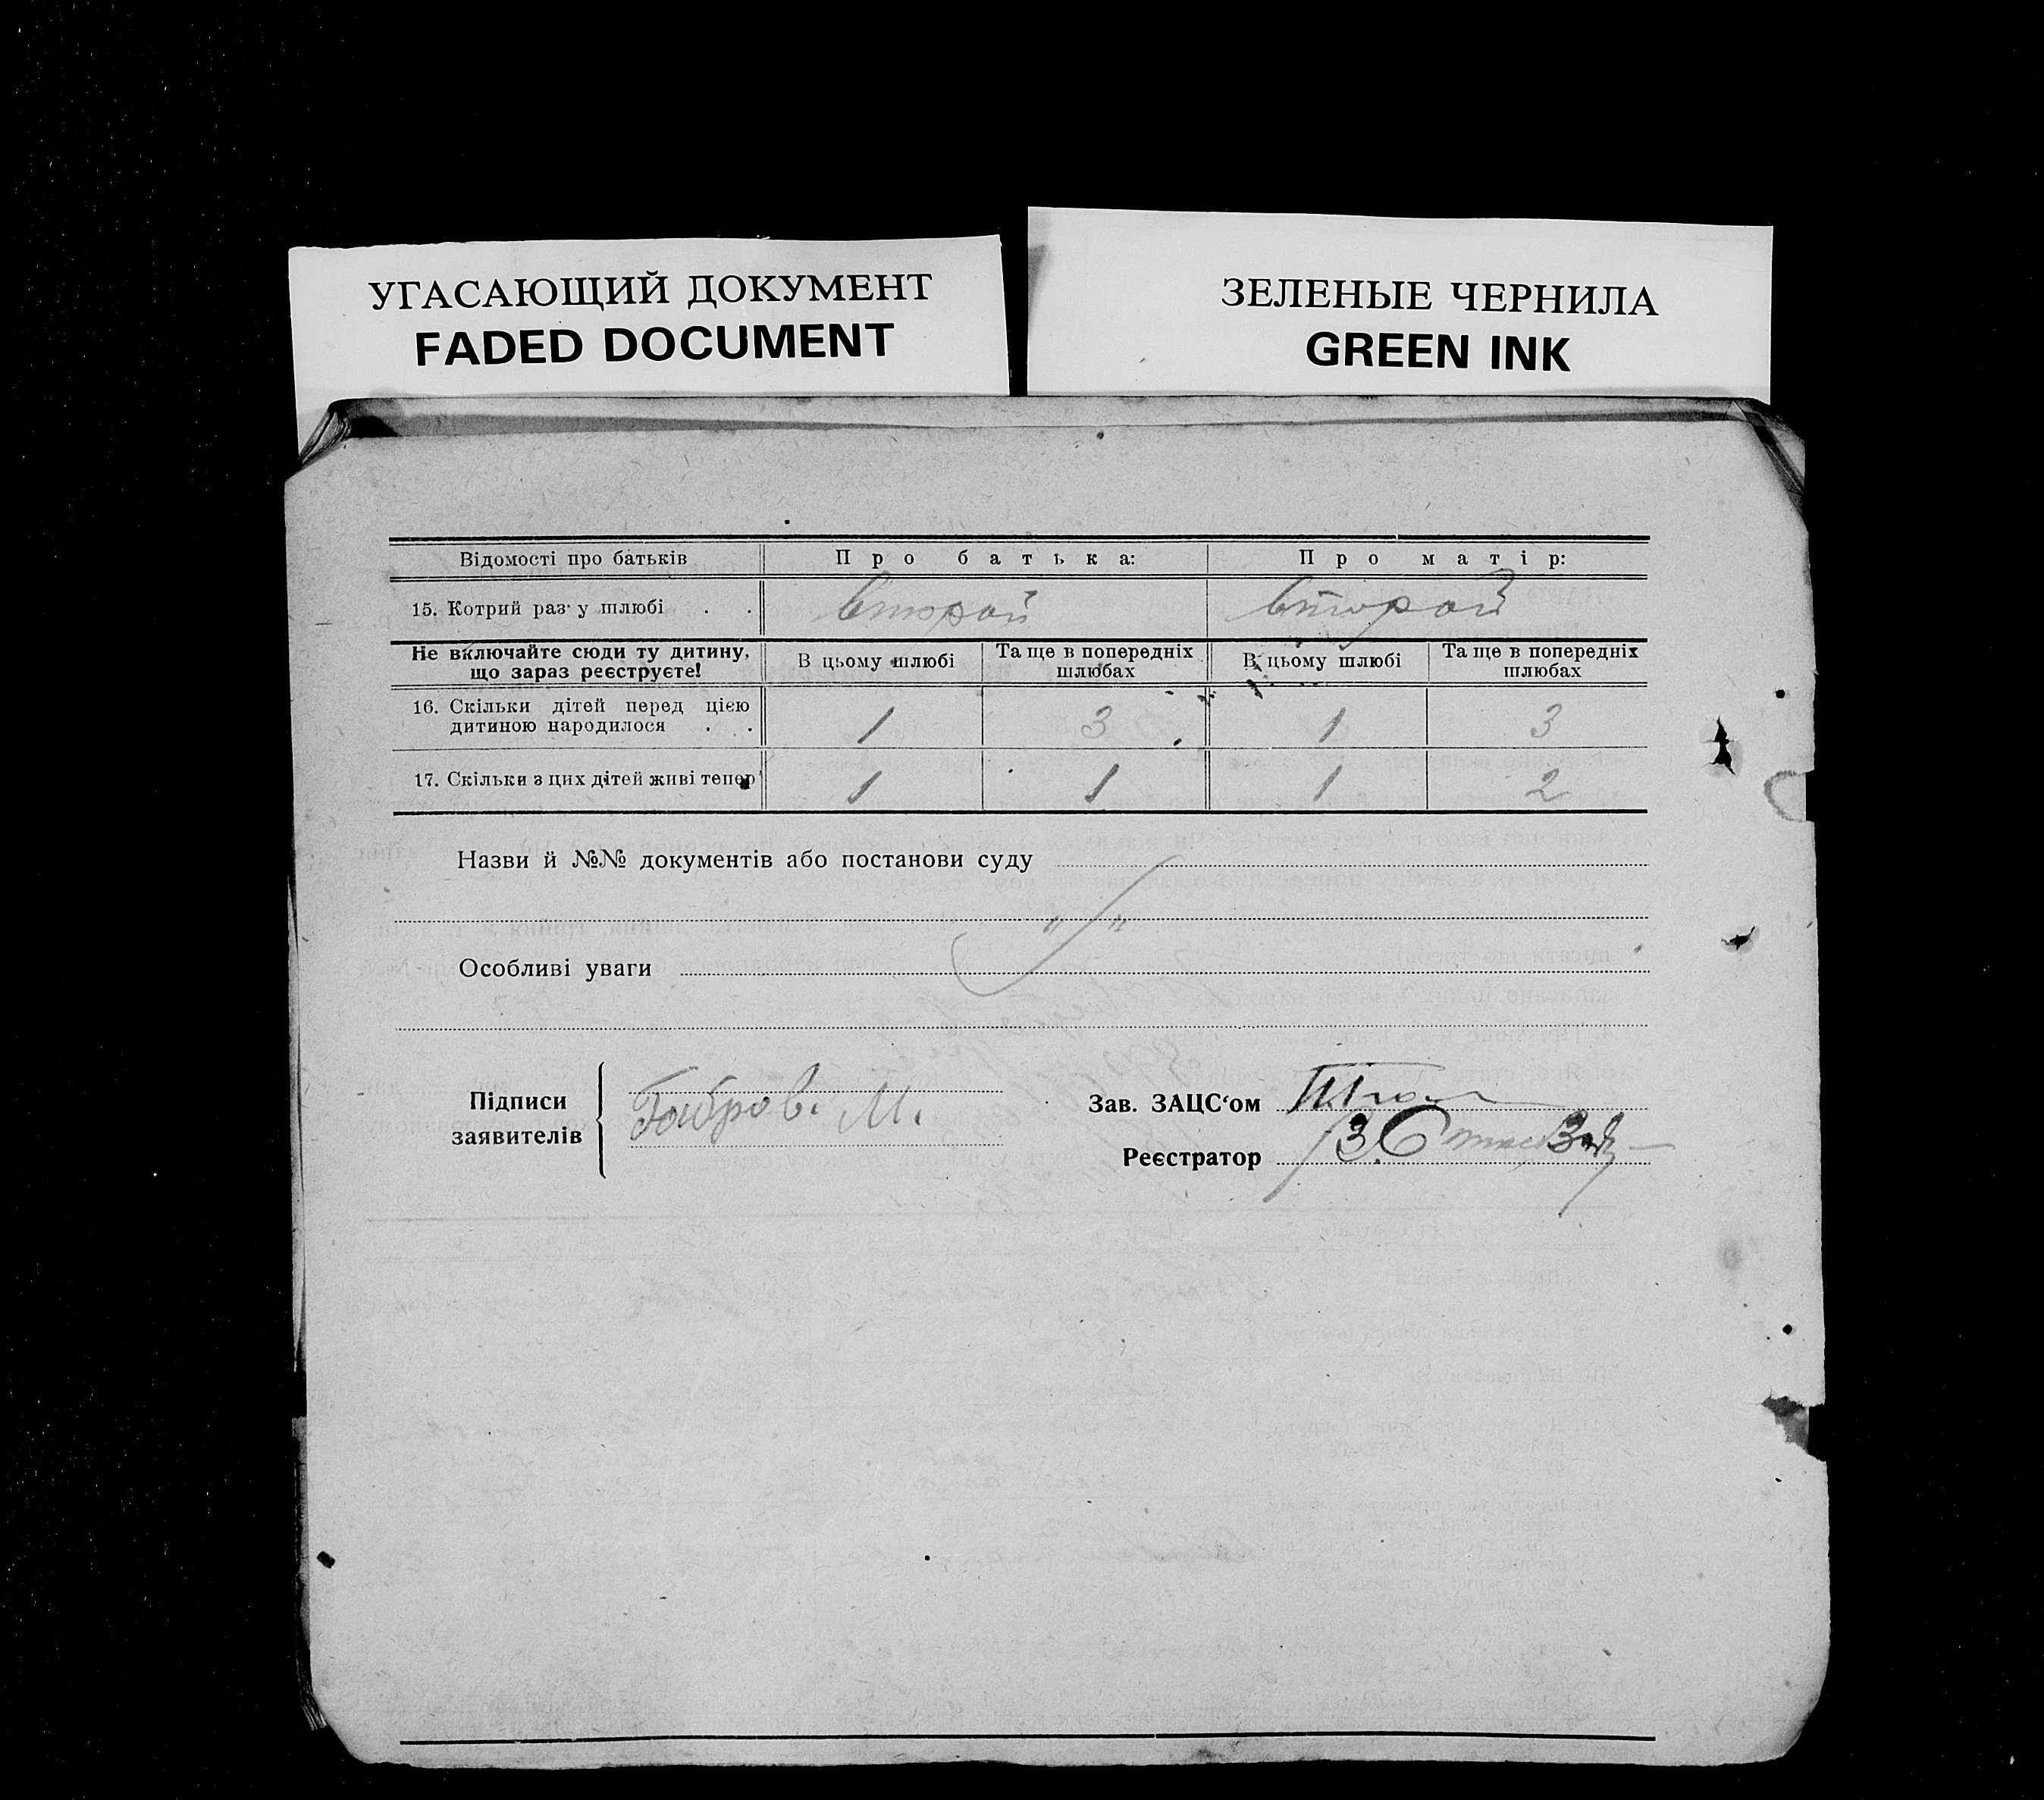 УГАСАЮЩИЙ ДОКУМЕНТ
FADED DOCUMENT
ЗЕЛЕНЫЕ ЧЕРНИЛА
GREEN INK
Відомості про батьків Про батька: Про матір:
15. Котрий раз у шлюбі . . второй второй
Не включайте сюди ту дитину, що зараз реєструєте! В цьому шлюбі Та ще в попередніх шлюбах В цьому шлюбі Та ще в попередніх шлюбах
16. Скільки дітей перед цією дитиною народилося . . 1 3 1 3
17. Скільки з цих дітей живі тепер 1 1 1 2
Назви й №№ документів або постанови суду
" "
Особливі уваги
Підписи заявителів М.
Зав. ЗАЦС‘ом
Реєстратор